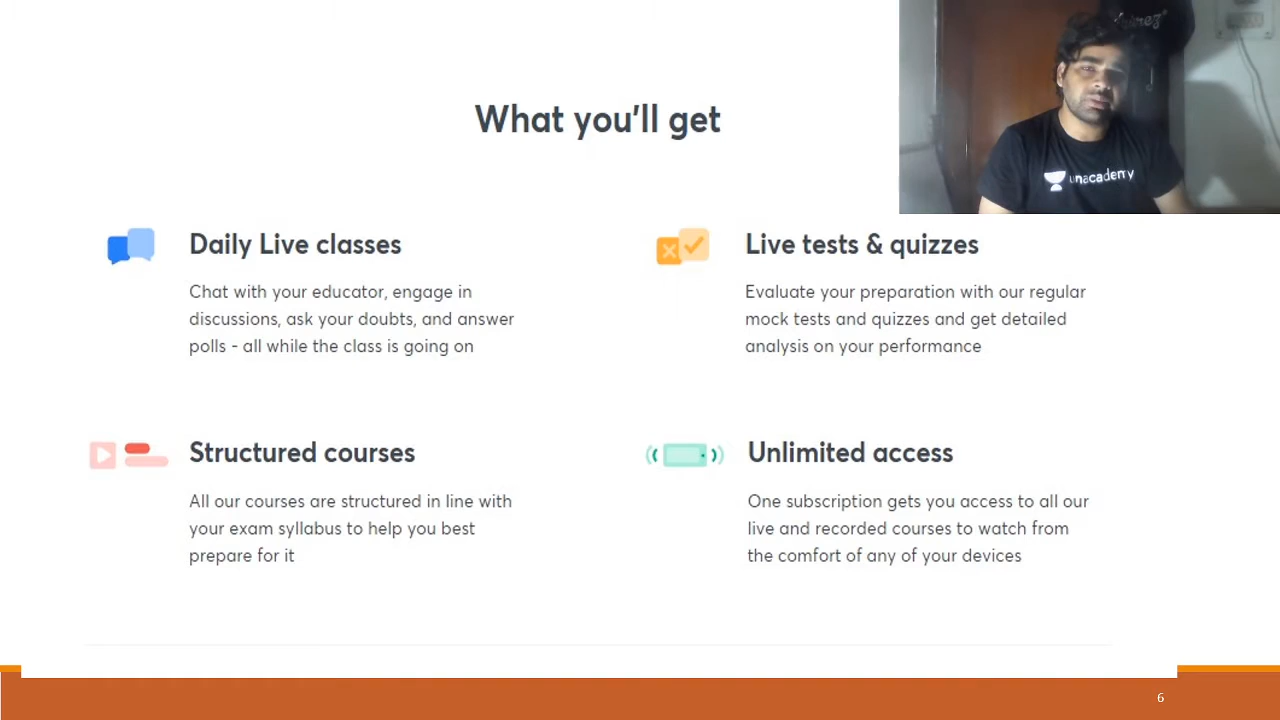 What you'll get
unacademy
Daily Live classes
Chat with your educator, engage in
discussions, ask your doubts, and answer
polls - all while the class is going on
Live tests & quizzes
Evaluate your preparation with our regular
mock tests and quizzes and get detailed
analysis on your performance
Structured courses
All our courses are structured in line with
your exam syllabus to help you best
prepare for it
Unlimited access
One subscription gets you access to all our
live and recorded courses to watch from
the comfort of any of your devices
6